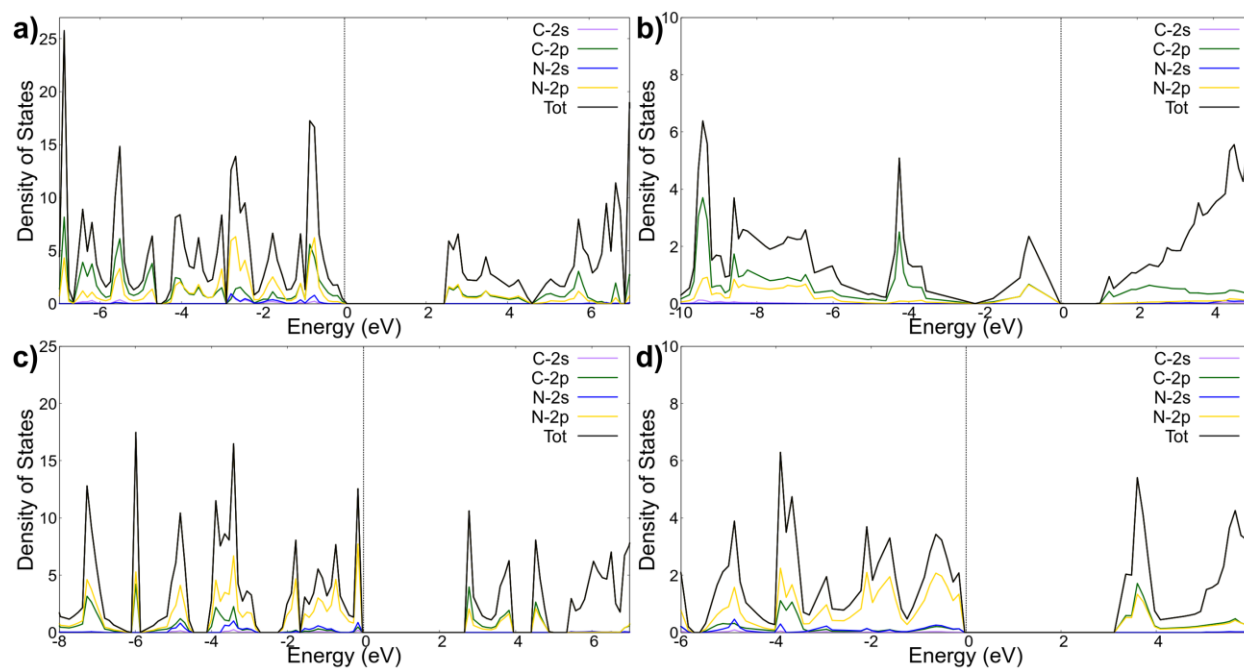 a)
25
20
15
10
5
0
Density of States
-6
-4
-2
0
2
4
6
Energy (eV)
C-2s
C-2p
N-2s
N-2p
Tot
b)
10
8
6
4
2
0
Density of States
-10
-8
-6
-4
-2
0
2
4
Energy (eV)
C-2s
C-2p
N-2s
N-2p
Tot
c)
25
20
15
10
5
0
Density of States
-8
-6
-4
-2
0
2
4
6
Energy (eV)
C-2s
C-2p
N-2s
N-2p
Tot
d)
10
8
6
4
2
0
Density of States
-6
-4
-2
0
2
4
Energy (eV)
C-2s
C-2p
N-2s
N-2p
Tot